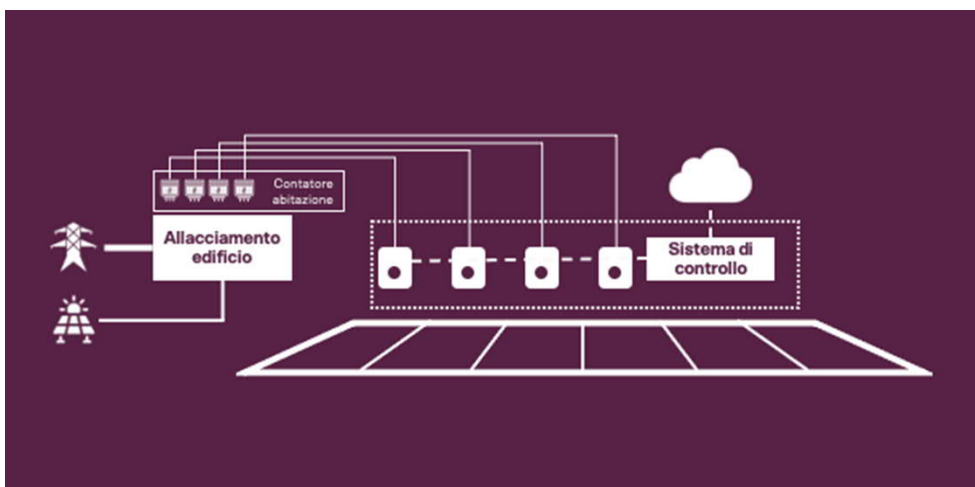 Contatore
abitazione
Allacciamento
edificio
Sistema di
controllo